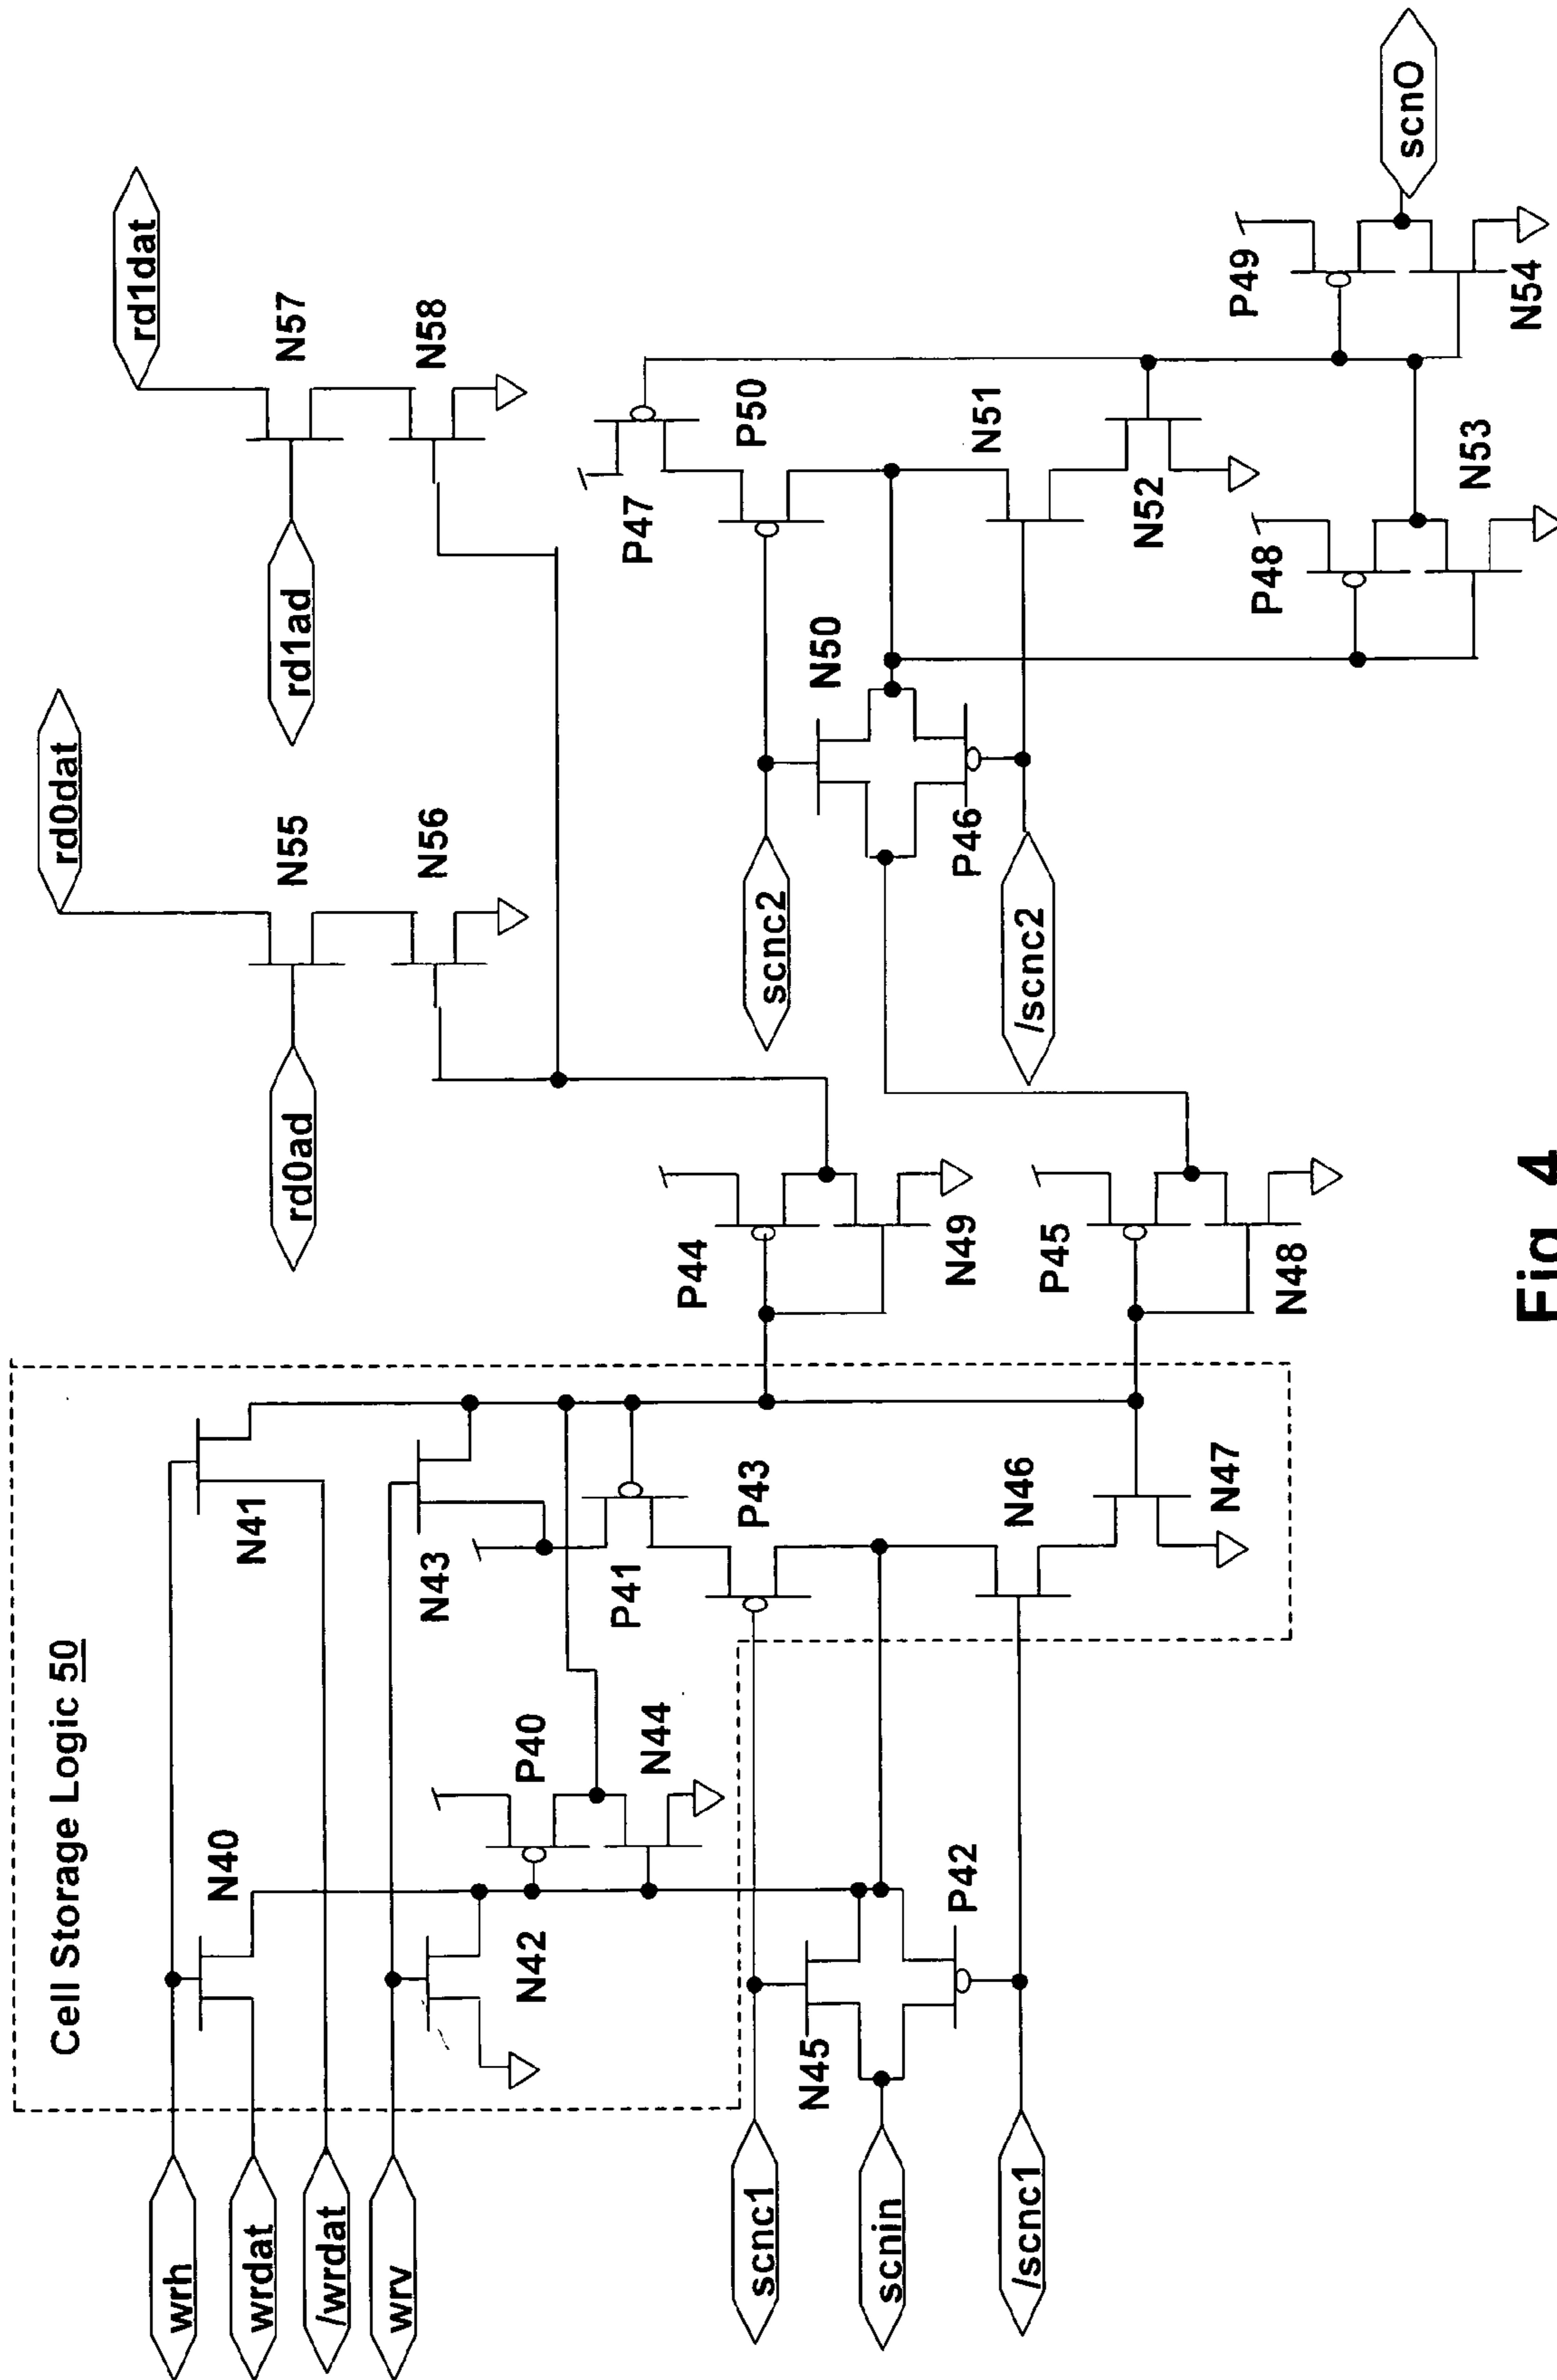 Cell Storage Logic 50
wrh
wrdat
/wrdat
wrv
scnc1
scnin
/scnc1
N40
N41
N42
N43
P40
N44
P41
P43
N45
P42
N46
N47
P44
N49
P45
N48
rd0ad
rd0dat
N55
N56
rd1ad
rd1dat
N57
N58
scnc2
/scnc2
N50
P46
P47
P50
N51
N52
P48
N53
P49
N54
scnO
Fig. 4